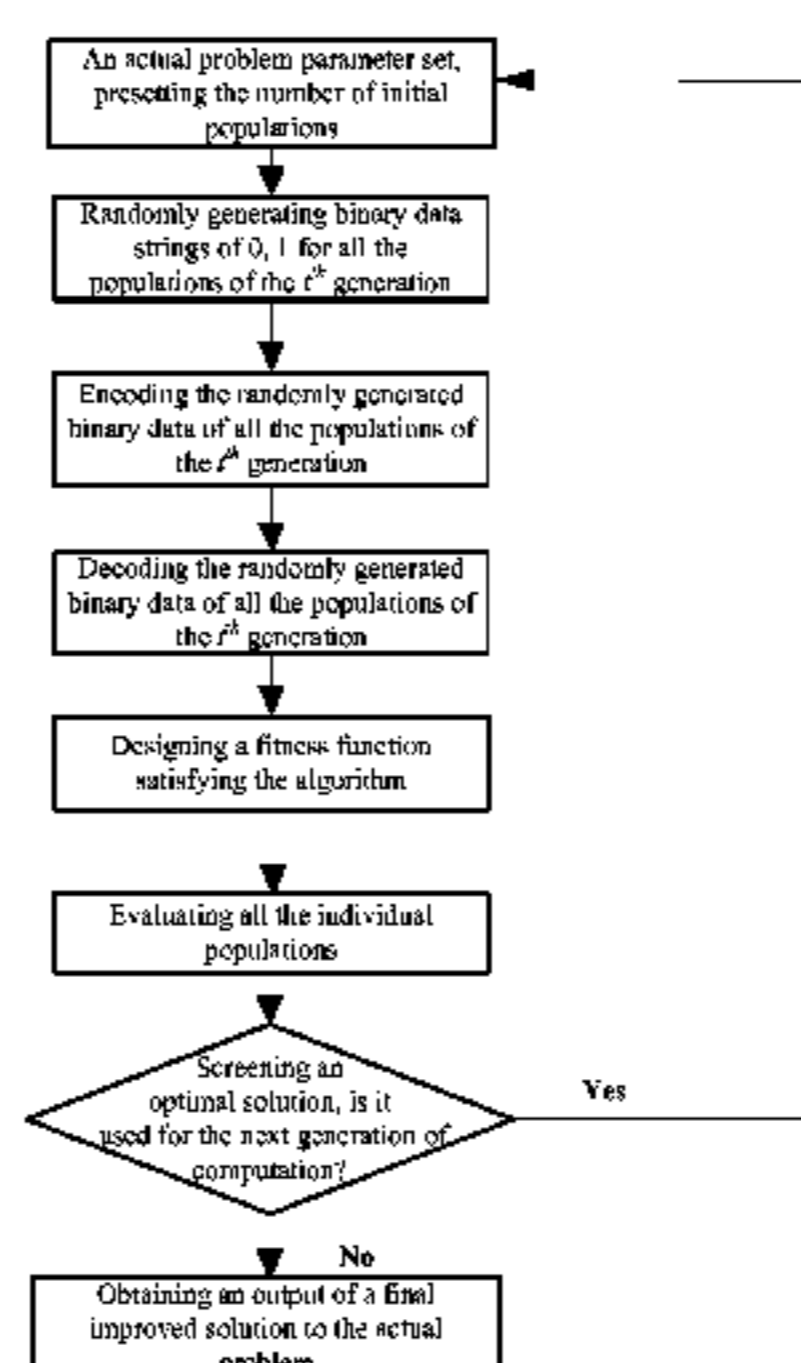 An actual problem parameter set,
presetting the number of initial
populations
Randomly generating binary data
strings of 0, 1 for all the
populations of the t^th generation
Encoding the randomly generated
binary data of all the populations of
the t^th generation
Decoding the randomly generated
binary data of all the populations of
the t^th generation
Designing a fitness function
satisfying the algorithm
Evaluating all the individual
populations
Screening an
optimal solution, is it
used for the next generation of
computation?
Yes
No
Obtaining an output of a final
improved solution to the actual
problem